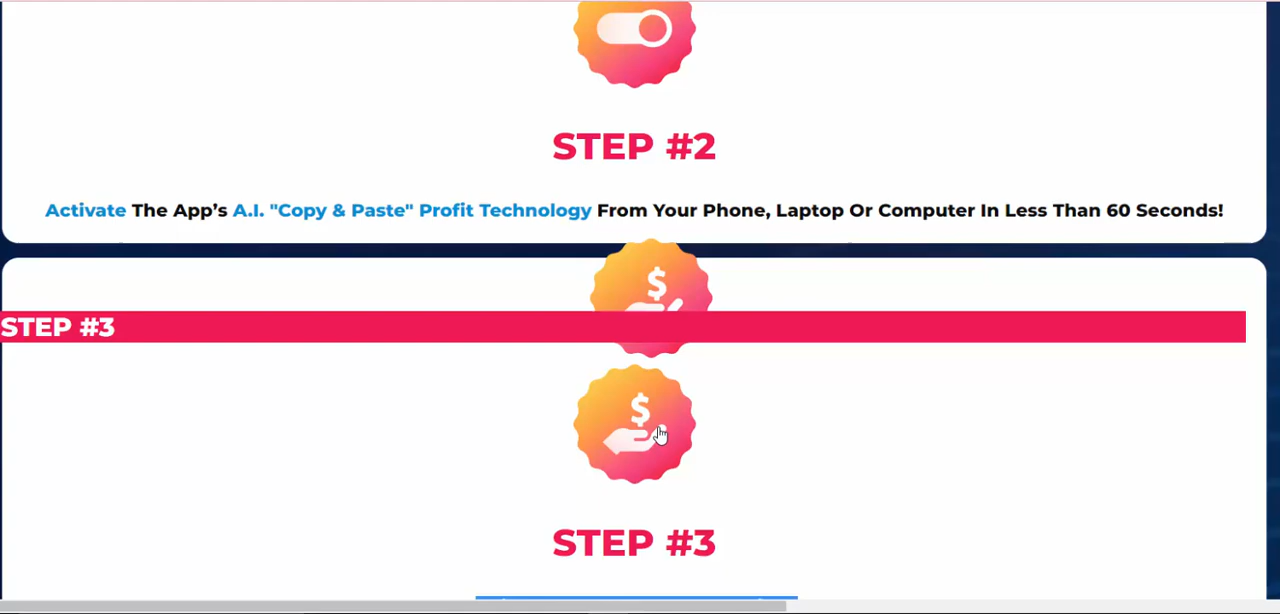 STEP #2
Activate The App’s A.I. "Copy & Paste" Profit Technology From Your Phone, Laptop Or Computer In Less Than 60 Seconds!
$
STEP #3
$
STEP #3